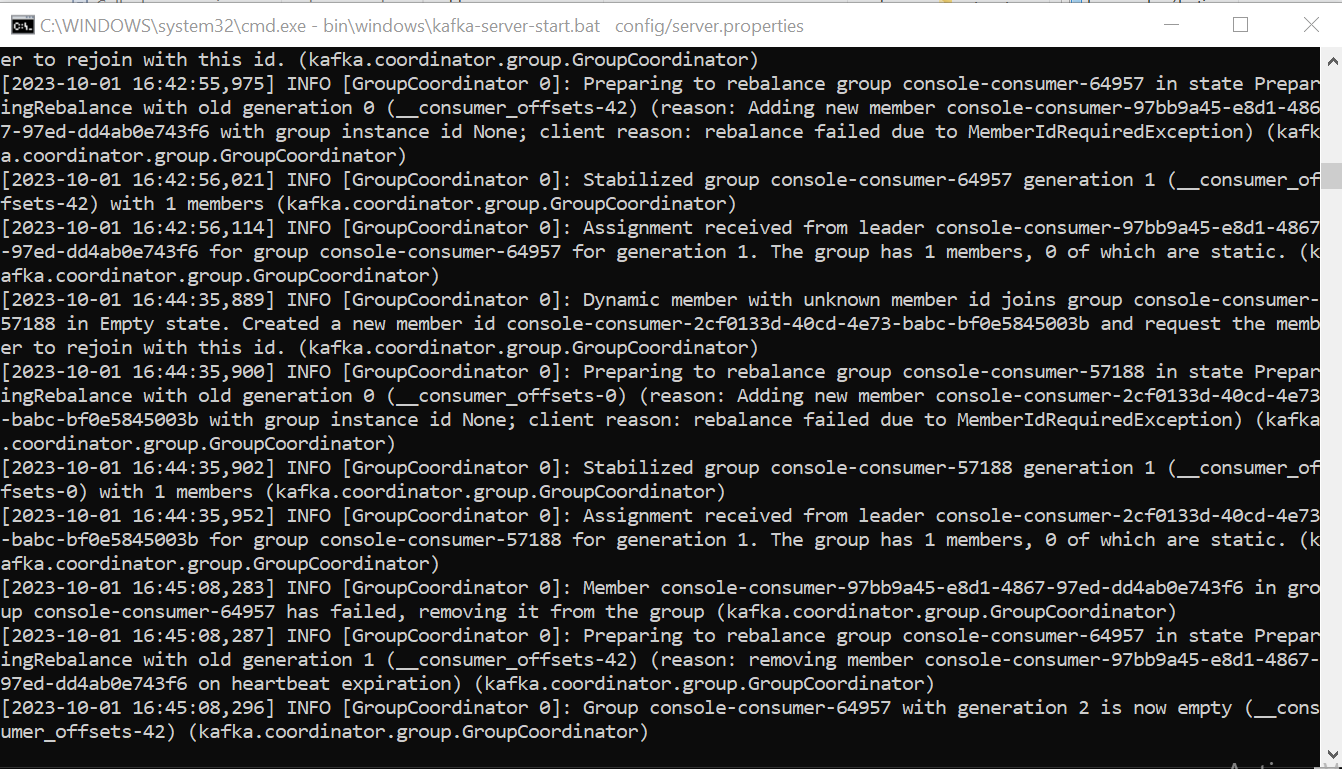 C:\WINDOWS\system32\cmd.exe - bin\windows\kafka-server-start.bat config/server.properties
er to rejoin with this id. (kafka.coordinator.group.GroupCoordinator)
[2023-10-01 16:42:55,975] INFO [GroupCoordinator 0]: Preparing to rebalance group console-consumer-64957 in state Prepar
ingRebalance with old generation 0 (__consumer_offsets-42) (reason: Adding new member console-consumer-97bb9a45-e8d1-486
7-97ed-dd4ab0e743f6 with group instance id None; client reason: rebalance failed due to MemberIdRequiredException) (kafk
a.coordinator.group.GroupCoordinator)
[2023-10-01 16:42:56,021] INFO [GroupCoordinator 0]: Stabilized group console-consumer-64957 generation 1 (__consumer_of
fsets-42) with 1 members (kafka.coordinator.group.GroupCoordinator)
[2023-10-01 16:42:56,114] INFO [GroupCoordinator 0]: Assignment received from leader console-consumer-97bb9a45-e8d1-4867
-97ed-dd4ab0e743f6 for group console-consumer-64957 for generation 1. The group has 1 members, 0 of which are static. (k
afka.coordinator.group.GroupCoordinator)
[2023-10-01 16:44:35,889] INFO [GroupCoordinator 0]: Dynamic member with unknown member id joins group console-consumer-
57188 in Empty state. Created a new member id console-consumer-2cf0133d-40cd-4e73-babc-bf0e5845003b and request the memb
er to rejoin with this id. (kafka.coordinator.group.GroupCoordinator)
[2023-10-01 16:44:35,900] INFO [GroupCoordinator 0]: Preparing to rebalance group console-consumer-57188 in state Prepar
ingRebalance with old generation 0 (__consumer_offsets-0) (reason: Adding new member console-consumer-2cf0133d-40cd-4e73
-babc-bf0e5845003b with group instance id None; client reason: rebalance failed due to MemberIdRequiredException) (kafka
.coordinator.group.GroupCoordinator)
[2023-10-01 16:44:35,902] INFO [GroupCoordinator 0]: Stabilized group console-consumer-57188 generation 1 (__consumer_of
fsets-0) with 1 members (kafka.coordinator.group.GroupCoordinator)
[2023-10-01 16:44:35,952] INFO [GroupCoordinator 0]: Assignment received from leader console-consumer-2cf0133d-40cd-4e73
-babc-bf0e5845003b for group console-consumer-57188 for generation 1. The group has 1 members, 0 of which are static. (k
afka.coordinator.group.GroupCoordinator)
[2023-10-01 16:45:08,283] INFO [GroupCoordinator 0]: Member console-consumer-97bb9a45-e8d1-4867-97ed-dd4ab0e743f6 in gro
up console-consumer-64957 has failed, removing it from the group (kafka.coordinator.group.GroupCoordinator)
[2023-10-01 16:45:08,287] INFO [GroupCoordinator 0]: Preparing to rebalance group console-consumer-64957 in state Prepar
ingRebalance with old generation 1 (__consumer_offsets-42) (reason: removing member console-consumer-97bb9a45-e8d1-4867-
97ed-dd4ab0e743f6 on heartbeat expiration) (kafka.coordinator.group.GroupCoordinator)
[2023-10-01 16:45:08,296] INFO [GroupCoordinator 0]: Group console-consumer-64957 with generation 2 is now empty (__cons
umer_offsets-42) (kafka.coordinator.group.GroupCoordinator)